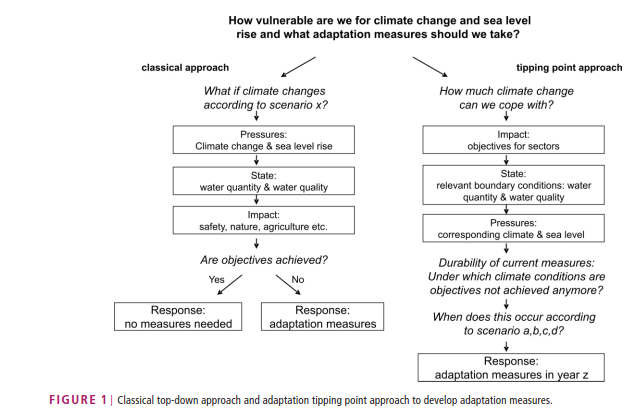 How vulnerable are we for climate change and sea level
rise and what adaptation measures should we take?
classical approach
What if climate changes
according to scenario x?
Pressures:
Climate change & sea level rise
State:
water quantity & water quality
Impact:
safety, nature, agriculture etc.
Are objectives achieved?
Yes
No
Response:
no measures needed
Response:
adaptation measures
tipping point approach
How much climate change
can we cope with?
Impact:
objectives for sectors
State:
relevant boundary conditions: water
quantity & water quality
Pressures:
corresponding climate & sea level
Durability of current measures:
Under which climate conditions are
objectives not achieved anymore?
When does this occur according
to scenario a,b,c,d?
Response:
adaptation measures in year z
FIGURE 1 | Classical top-down approach and adaptation tipping point approach to develop adaptation measures.